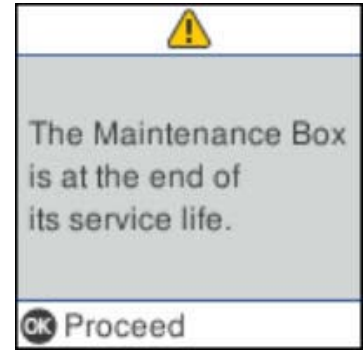 The Maintenance Box
is at the end of
its service life.
OK Proceed